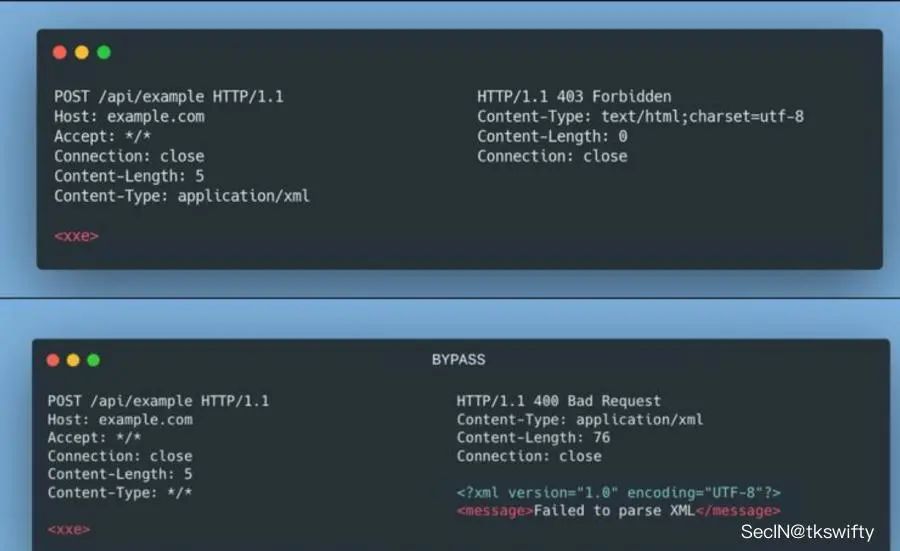 POST /api/example HTTP/1.1
Host: example.com
Accept: */*
Connection: close
Content-Length: 5
Content-Type: application/xml
<xxe>
HTTP/1.1 403 Forbidden
Content-Type: text/html;charset=utf-8
Content-Length: 0
Connection: close
BYPASS
POST /api/example HTTP/1.1
Host: example.com
Accept: */*
Connection: close
Content-Length: 5
Content-Type: */*
<xxe>
HTTP/1.1 400 Bad Request
Content-Type: application/xml
Content-Length: 76
Connection: close
<?xml version="1.0" encoding="UTF-8"?>
<message>Failed to parse XML</message>
SecIN@tkswifty